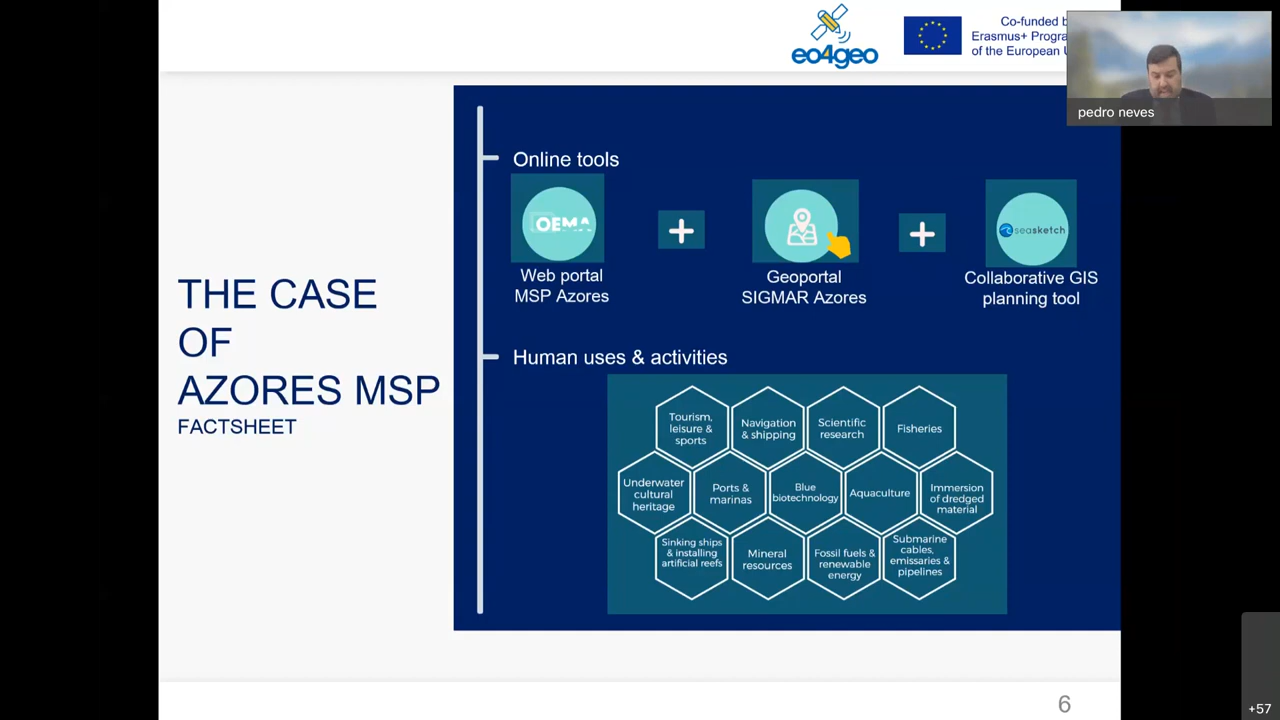 eo4geo
Co-funded b
Erasmus+ Progra
of the European U
pedro neves
THE CASE
OF
AZORES MSP
FACTSHEET
Online tools
OEMA
seasketch
Web portal
MSP Azores
Geoportal
SIGMAR Azores
Collaborative GIS
planning tool
Human uses & activities
Tourism,
leisure &
sports
Navigation
& shipping
Scientific
research
Fisheries
Underwater
cultural
heritage
Ports &
marinas
Blue
biotechnology
Aquaculture
Immersion
of dredged
material
Sinking ships
& installing
artificial reefs
Mineral
resources
Fossil fuels &
renewable
energy
Submarine
cables,
emissaries &
pipelines
6
+57